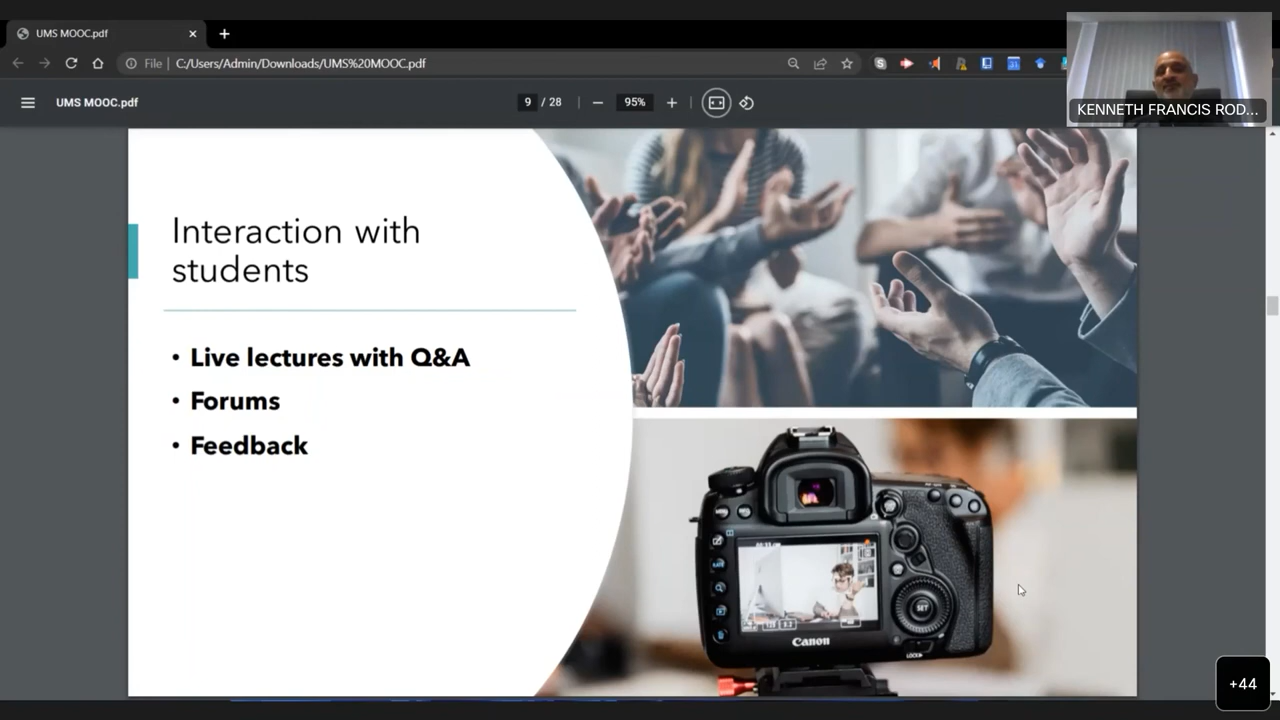 UMS MOOC.pdf
File
C:/Users/Admin/Downloads/UMS%20MOOC.pdf
UMS MOOC.pdf
9 / 28
95%
KENNETH FRANCIS ROD...
Interaction with
students
• Live lectures with Q&A
• Forums
• Feedback
SET
Canon
LOCK▸
+44